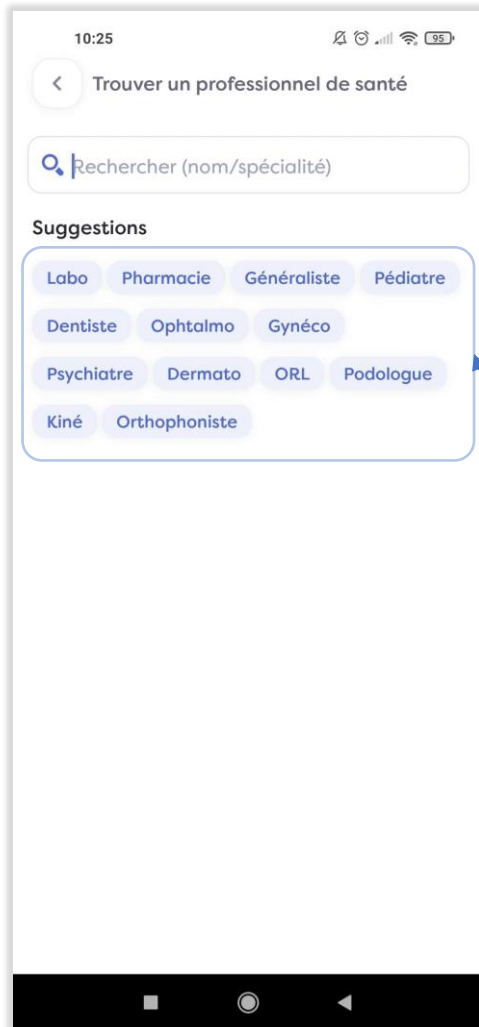 10:25 95
Trouver un professionnel de santé
Rechercher (nom/spécialité)
Suggestions
Labo Pharmacie Généraliste Pédiatre
Dentiste Ophtalmo Gynéco
Psychiatre Dermato ORL Podologue
Kiné Orthophoniste